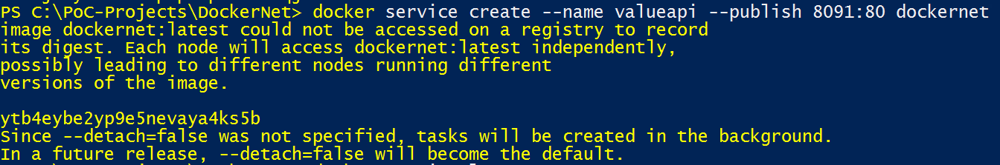 PS C:\PoC-Projects\DockerNet> docker service create --name valueapi --publish 8091:80 dockernet
image dockernet:latest could not be accessed on a registry to record
its digest. Each node will access dockernet:latest independently,
possibly leading to different nodes running different
versions of the image.
ytb4eybe2yp9e5nevaya4ks5b
Since --detach=false was not specified, tasks will be created in the background.
In a future release, --detach=false will become the default.